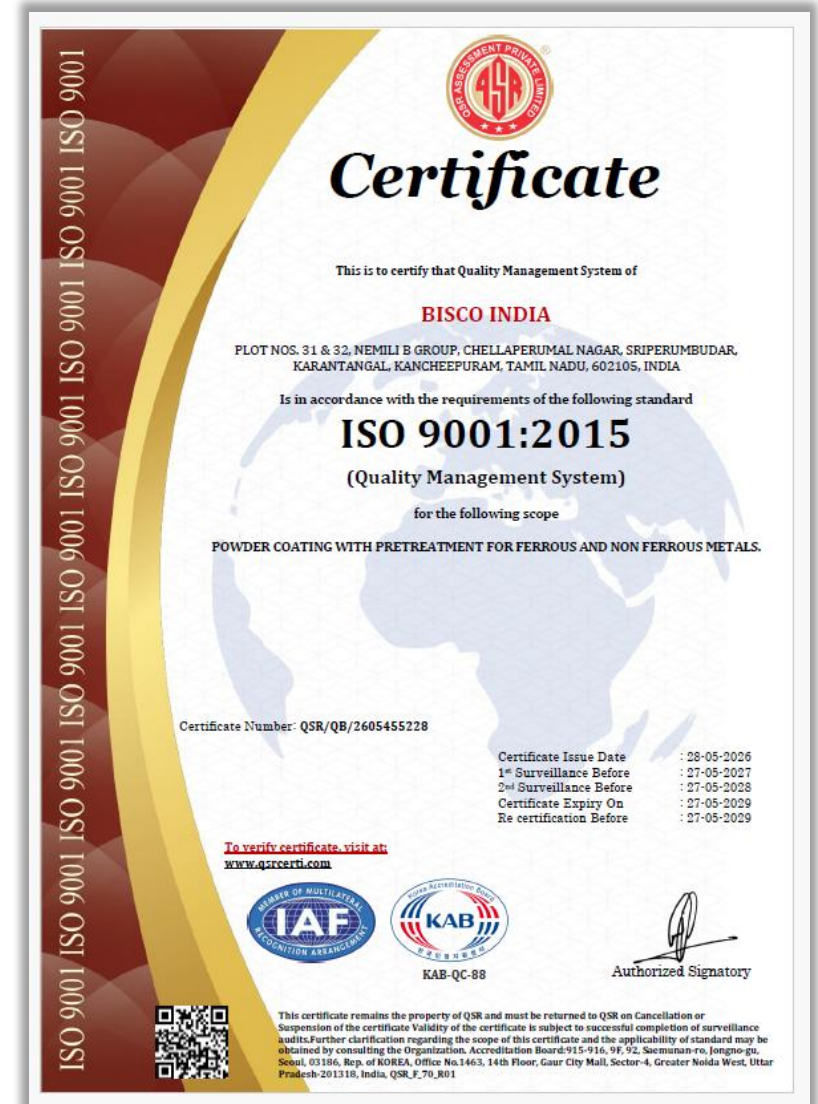 ISO 9001 ISO 9001 ISO 9001 ISO 9001 ISO 9001 ISO 9001 ISO 9001 ISO 9001
QSR ASSESSMENT PRIVATE LIMITED
QSR
®
Certificate
This is to certify that Quality Management System of
BISCO INDIA
PLOT NOS. 31 & 32, NEMILI B GROUP, CHELLAPERUMAL NAGAR, SRIPERUMBUDAR,
KARANTANGAL, KANCHEEPURAM, TAMIL NADU, 602105, INDIA
Is in accordance with the requirements of the following standard
ISO 9001:2015
(Quality Management System)
for the following scope
POWDER COATING WITH PRETREATMENT FOR FERROUS AND NON FERROUS METALS.
Certificate Number: QSR/QB/2605455228
Certificate Issue Date : 28-05-2026
1st Surveillance Before : 27-05-2027
2nd Surveillance Before : 27-05-2028
Certificate Expiry On : 27-05-2029
Re certification Before : 27-05-2029
To verify certificate, visit at:
www.qsrcerti.com
MEMBER OF MULTILATERAL
IAF
RECOGNITION ARRANGEMENT
Korea Accreditation Board
KAB
KAB-QC-88
Authorized Signatory
This certificate remains the property of QSR and must be returned to QSR on Cancellation or
Suspension of the certificate Validity of the certificate is subject to successful completion of surveillance
audits.Further clarification regarding the scope of this certificate and the applicability of standard may be
obtained by consulting the Organization. Accreditation Board:915-916, 9F, 92, Saemunan-ro, Jongno-gu,
Seoul, 03186, Rep. of KOREA, Office No.1463, 14th Floor, Gaur City Mall, Sector-4, Greater Noida West, Uttar
Pradesh-201318, India, QSR_F_70_R01